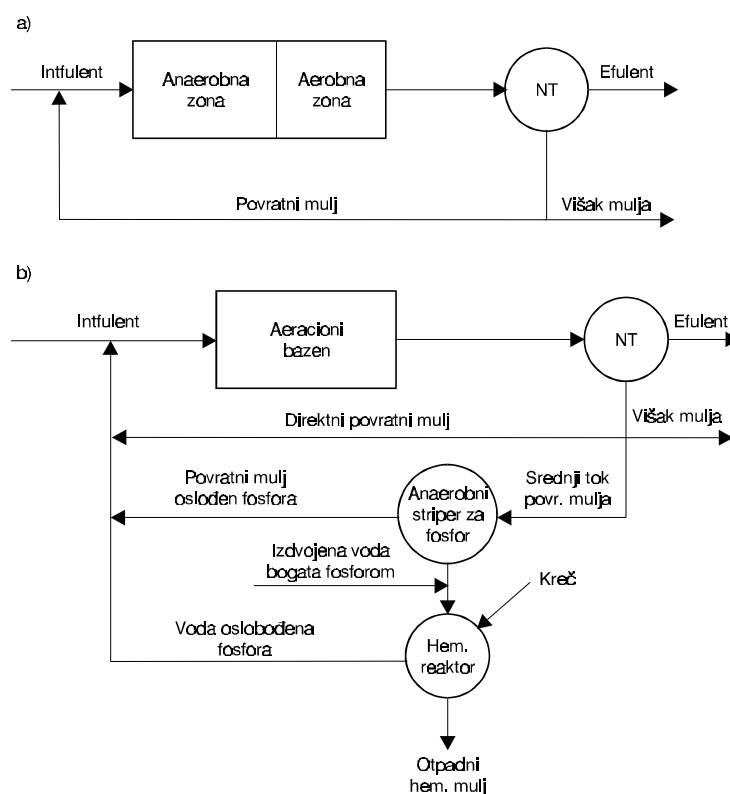 a)
Intfulent
Anaerobna
zona
Aerobna
zona
NT
Efulent
Povratni mulj
Višak mulja
b)
Intfulent
Aeracioni
bazen
NT
Efulent
Direktni povratni mulj
Višak mulja
Povratni mulj
oslođen fosfora
Anaerobni
striper za
fosfor
Srednji tok
povr. mulja
Izdvojena voda
bogata fosforom
Kreč
Voda oslobođena
fosfora
Hem.
reaktor
Otpadni
hem. mulj